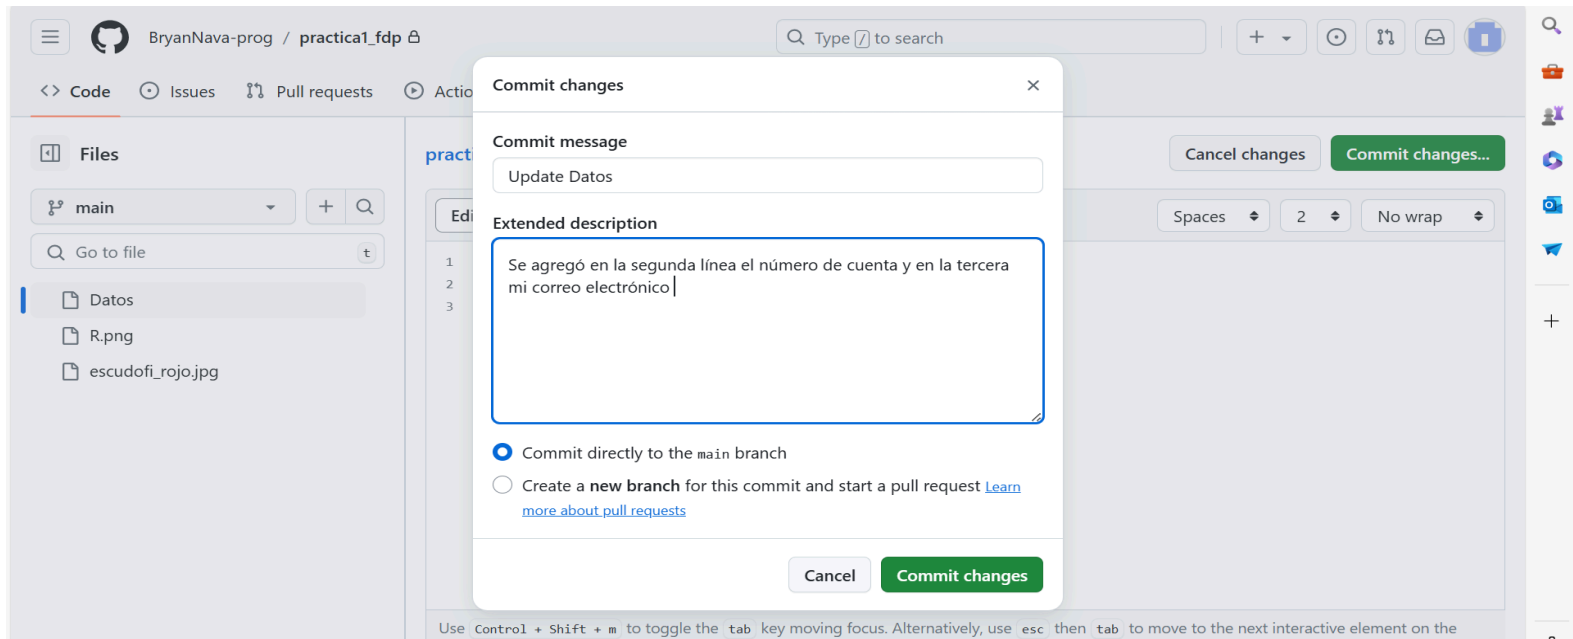 BryanNava-prog / practica1_fdp
Type / to search
Code
Issues
Pull requests
Actio
Files
main
Go to file
t
Datos
R.png
escudofi_rojo.jpg
practi
Cancel changes
Commit changes...
Edi
Spaces
2
No wrap
1
2
3
Commit changes
Commit message
Update Datos
Extended description
Se agregó en la segunda línea el número de cuenta y en la tercera
mi correo electrónico
Commit directly to the main branch
Create a new branch for this commit and start a pull request Learn
more about pull requests
Cancel
Commit changes
Use Control + Shift + m to toggle the tab key moving focus. Alternatively, use esc then tab to move to the next interactive element on the